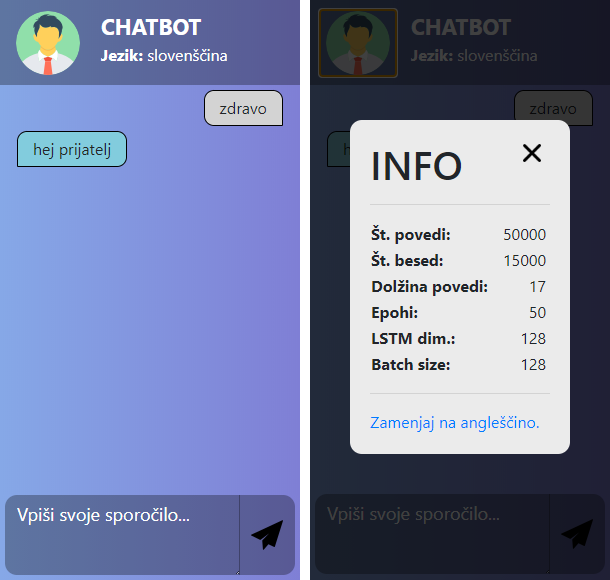 CHATBOT
Jezik: slovenščina
zdravo
hej prijatelj
Vpiši svoje sporočilo...
CHATBOT
Jezik: slovenščina
zdravo
h
INFO
Št. povedi: 50000
Št. besed: 15000
Dolžina povedi: 17
Epohi: 50
LSTM dim.: 128
Batch size: 128
Zamenjaj na angleščino.
Vpiši svoje sporočilo...